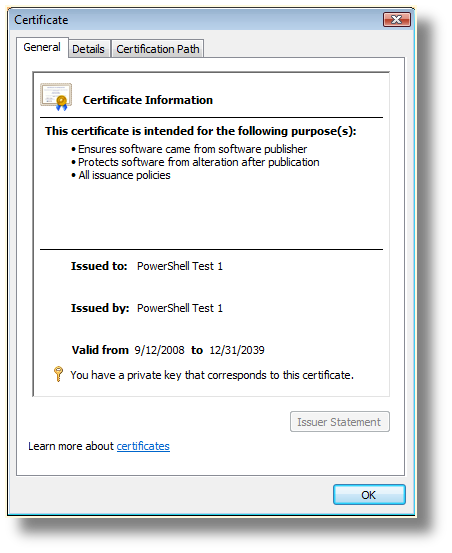 Certificate
General Details Certification Path
Certificate Information
This certificate is intended for the following purpose(s):
• Ensures software came from software publisher
• Protects software from alteration after publication
• All issuance policies
Issued to: PowerShell Test 1
Issued by: PowerShell Test 1
Valid from 9/12/2008 to 12/31/2039
You have a private key that corresponds to this certificate.
Issuer Statement
Learn more about certificates
OK